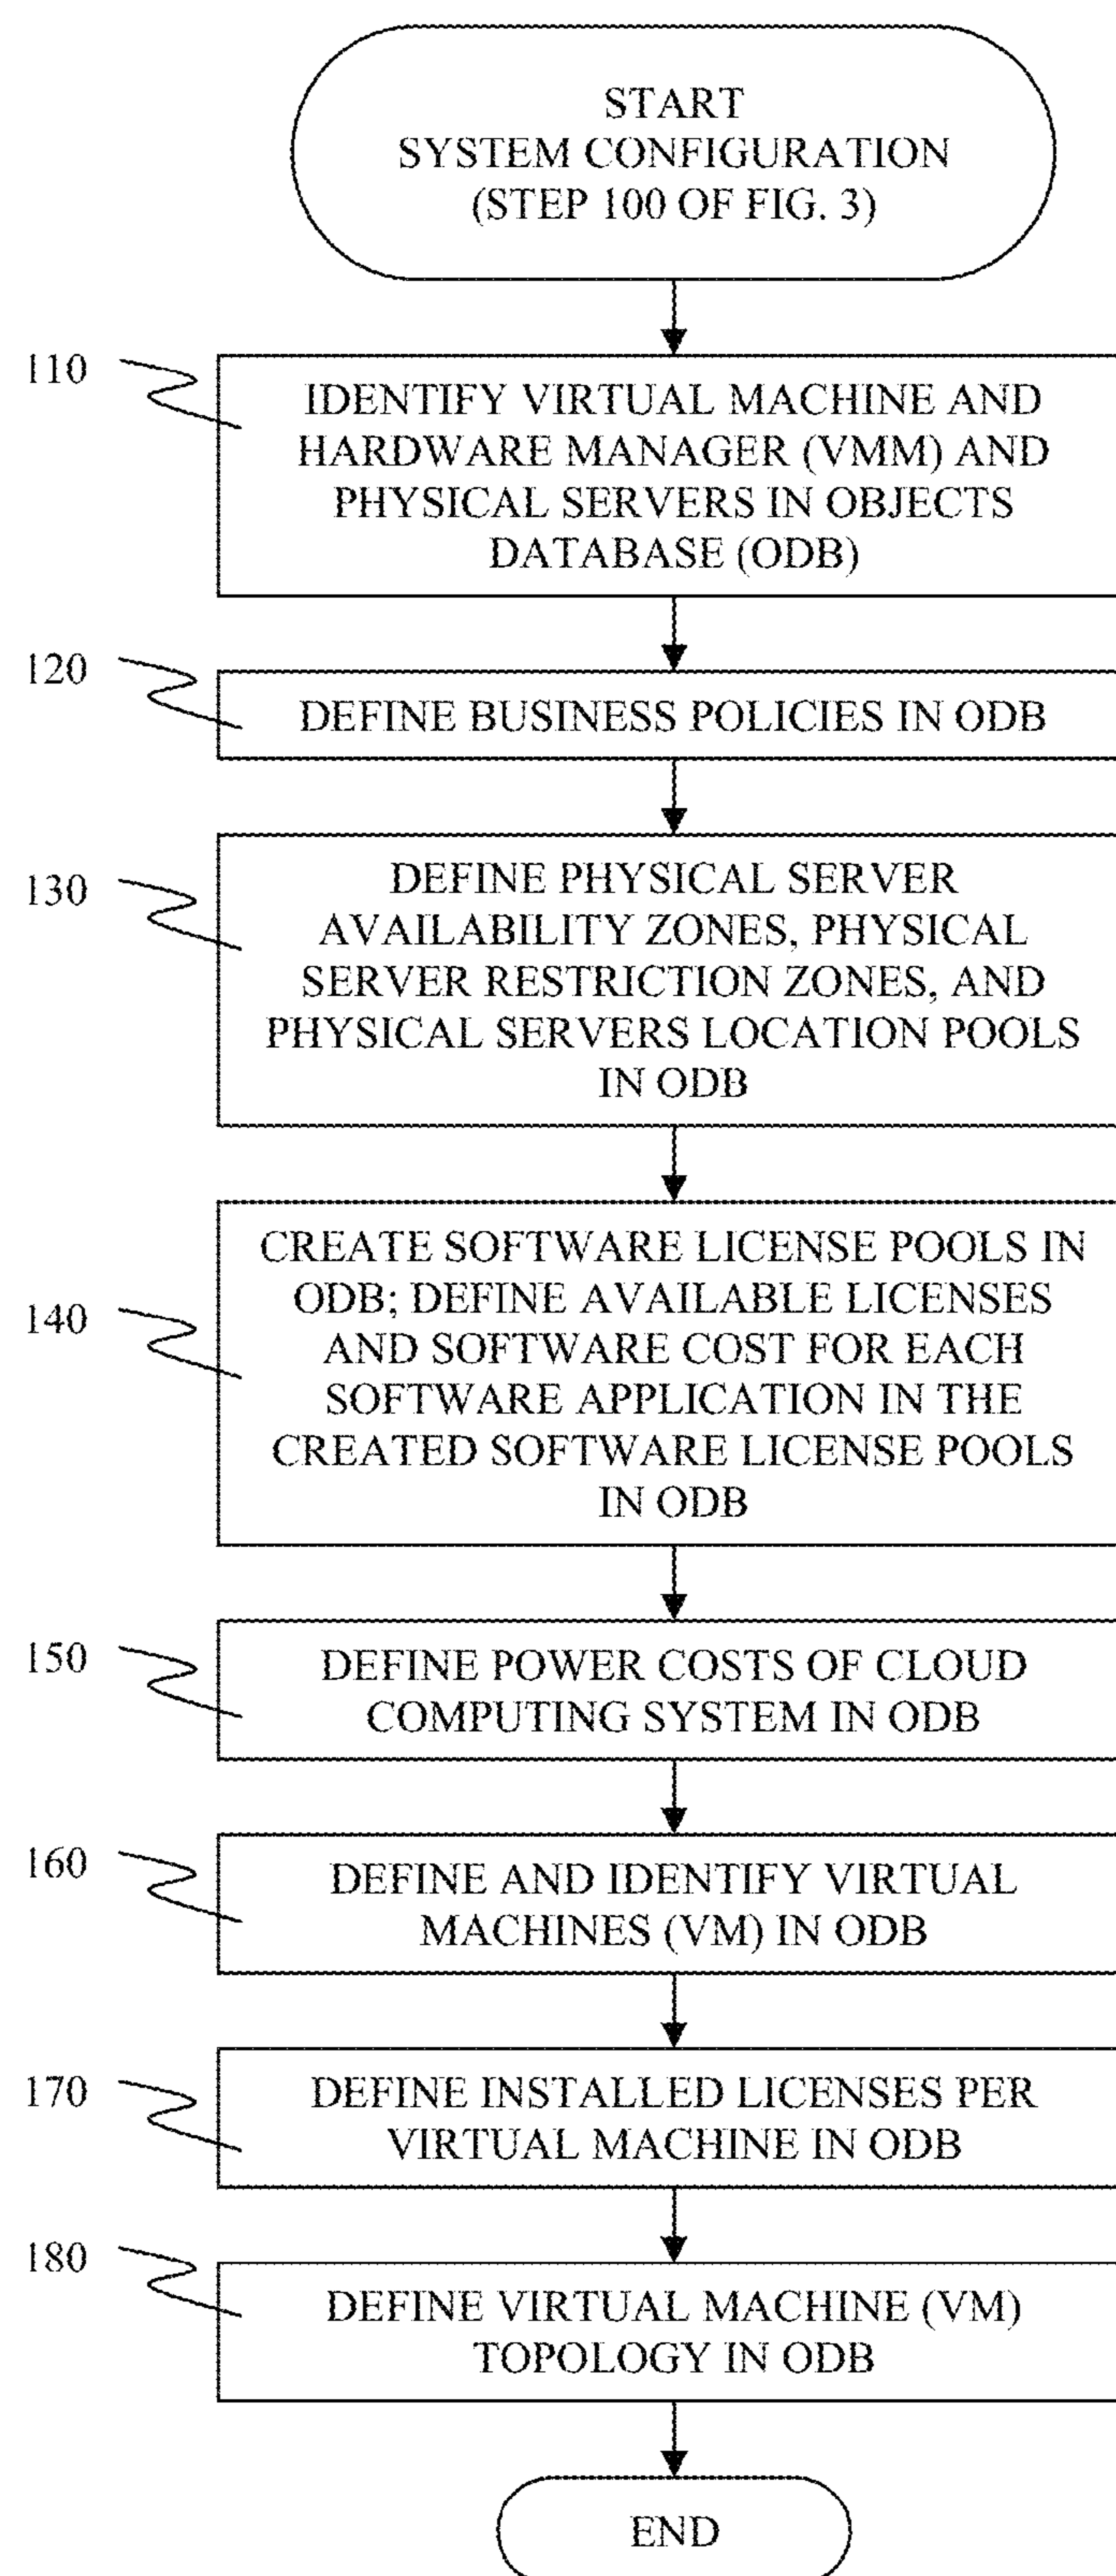 START
SYSTEM CONFIGURATION
(STEP 100 OF FIG. 3)
110
IDENTIFY VIRTUAL MACHINE AND
HARDWARE MANAGER (VMM) AND
PHYSICAL SERVERS IN OBJECTS
DATABASE (ODB)
120
DEFINE BUSINESS POLICIES IN ODB
130
DEFINE PHYSICAL SERVER
AVAILABILITY ZONES, PHYSICAL
SERVER RESTRICTION ZONES, AND
PHYSICAL SERVERS LOCATION POOLS
IN ODB
140
CREATE SOFTWARE LICENSE POOLS IN
ODB; DEFINE AVAILABLE LICENSES
AND SOFTWARE COST FOR EACH
SOFTWARE APPLICATION IN THE
CREATED SOFTWARE LICENSE POOLS
IN ODB
150
DEFINE POWER COSTS OF CLOUD
COMPUTING SYSTEM IN ODB
160
DEFINE AND IDENTIFY VIRTUAL
MACHINES (VM) IN ODB
170
DEFINE INSTALLED LICENSES PER
VIRTUAL MACHINE IN ODB
180
DEFINE VIRTUAL MACHINE (VM)
TOPOLOGY IN ODB
END